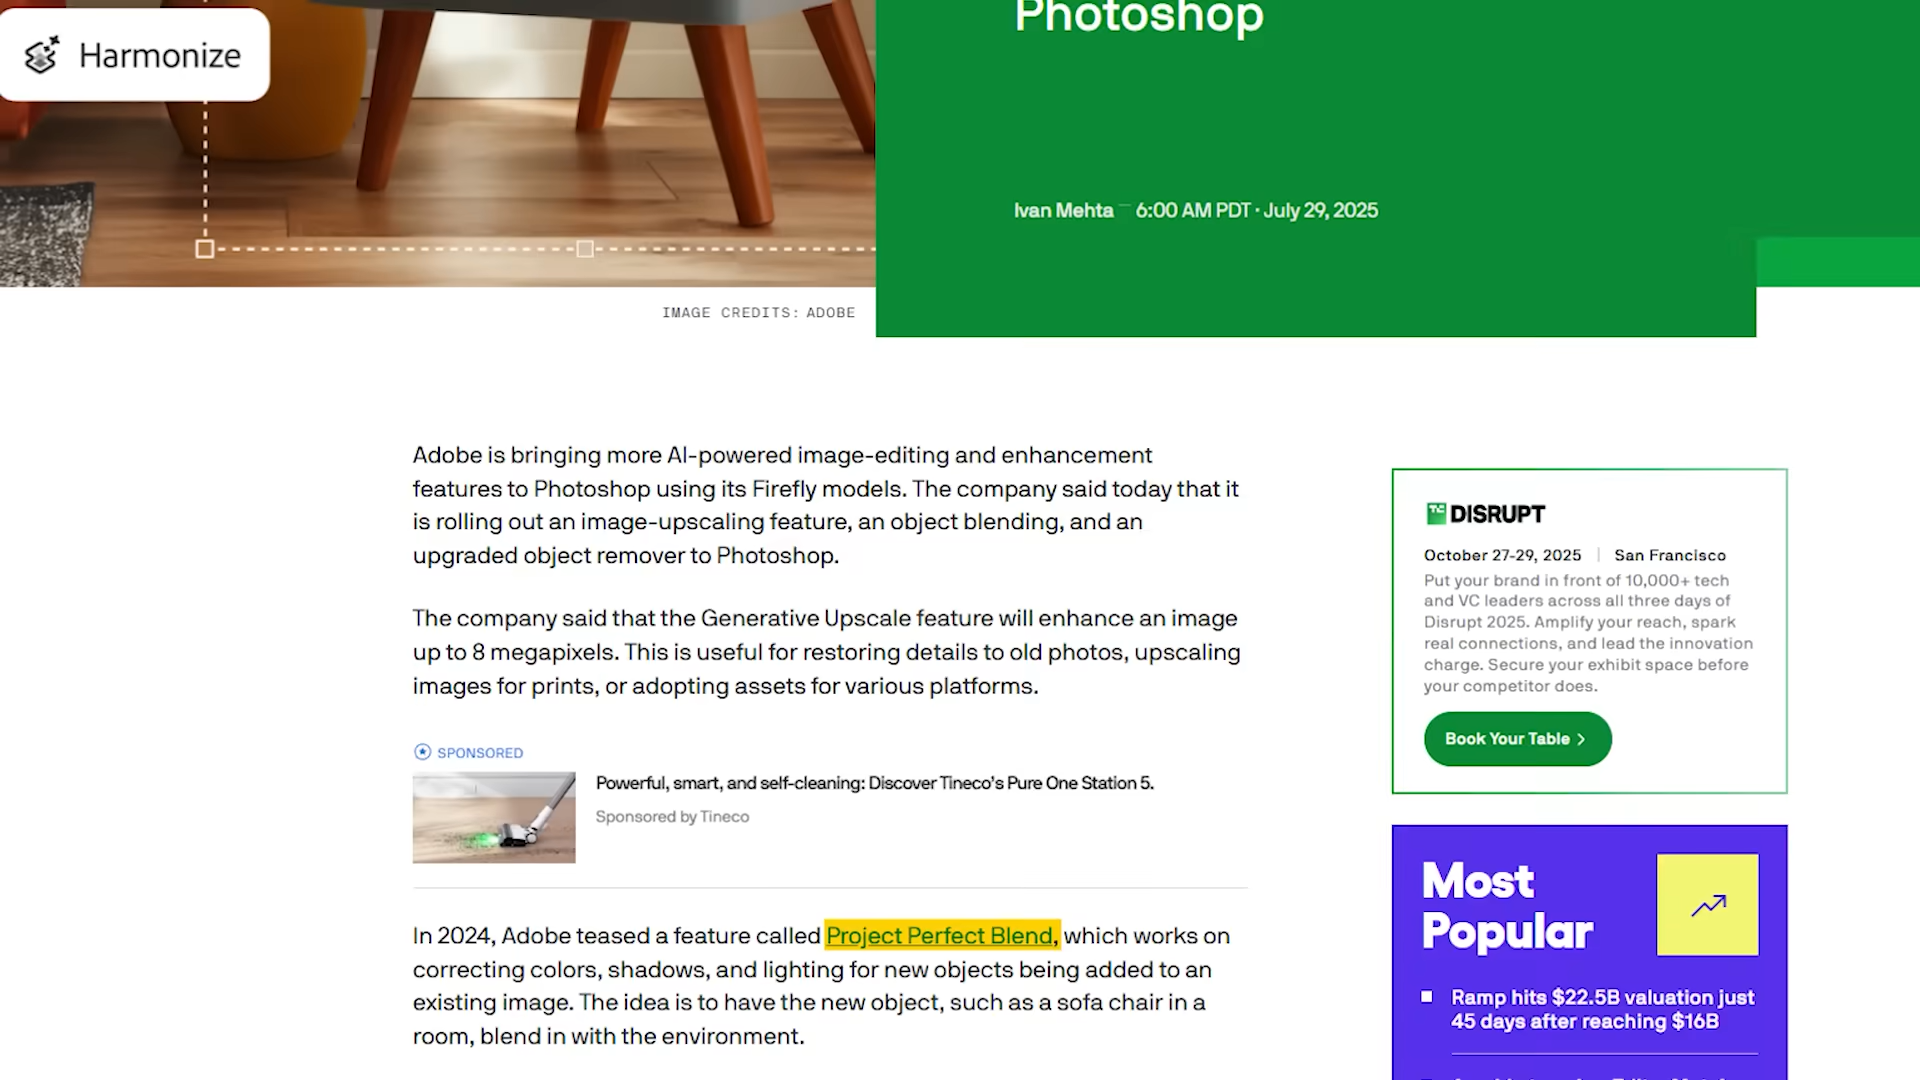 Harmonize
Photoshop
Ivan Mehta — 6:00 AM PDT · July 29, 2025
IMAGE CREDITS: ADOBE
Adobe is bringing more AI-powered image-editing and enhancement
features to Photoshop using its Firefly models. The company said today that it
is rolling out an image-upscaling feature, an object blending, and an
upgraded object remover to Photoshop.
The company said that the Generative Upscale feature will enhance an image
up to 8 megapixels. This is useful for restoring details to old photos, upscaling
images for prints, or adopting assets for various platforms.
SPONSORED
Powerful, smart, and self-cleaning: Discover Tineco's Pure One Station 5.
Sponsored by Tineco
In 2024, Adobe teased a feature called Project Perfect Blend, which works on
correcting colors, shadows, and lighting for new objects being added to an
existing image. The idea is to have the new object, such as a sofa chair in a
room, blend in with the environment.
TC DISRUPT
October 27-29, 2025 | San Francisco
Put your brand in front of 10,000+ tech
and VC leaders across all three days of
Disrupt 2025. Amplify your reach, spark
real connections, and lead the innovation
charge. Secure your exhibit space before
your competitor does.
Book Your Table
Most
Popular
Ramp hits $22.5B valuation just
45 days after reaching $16B